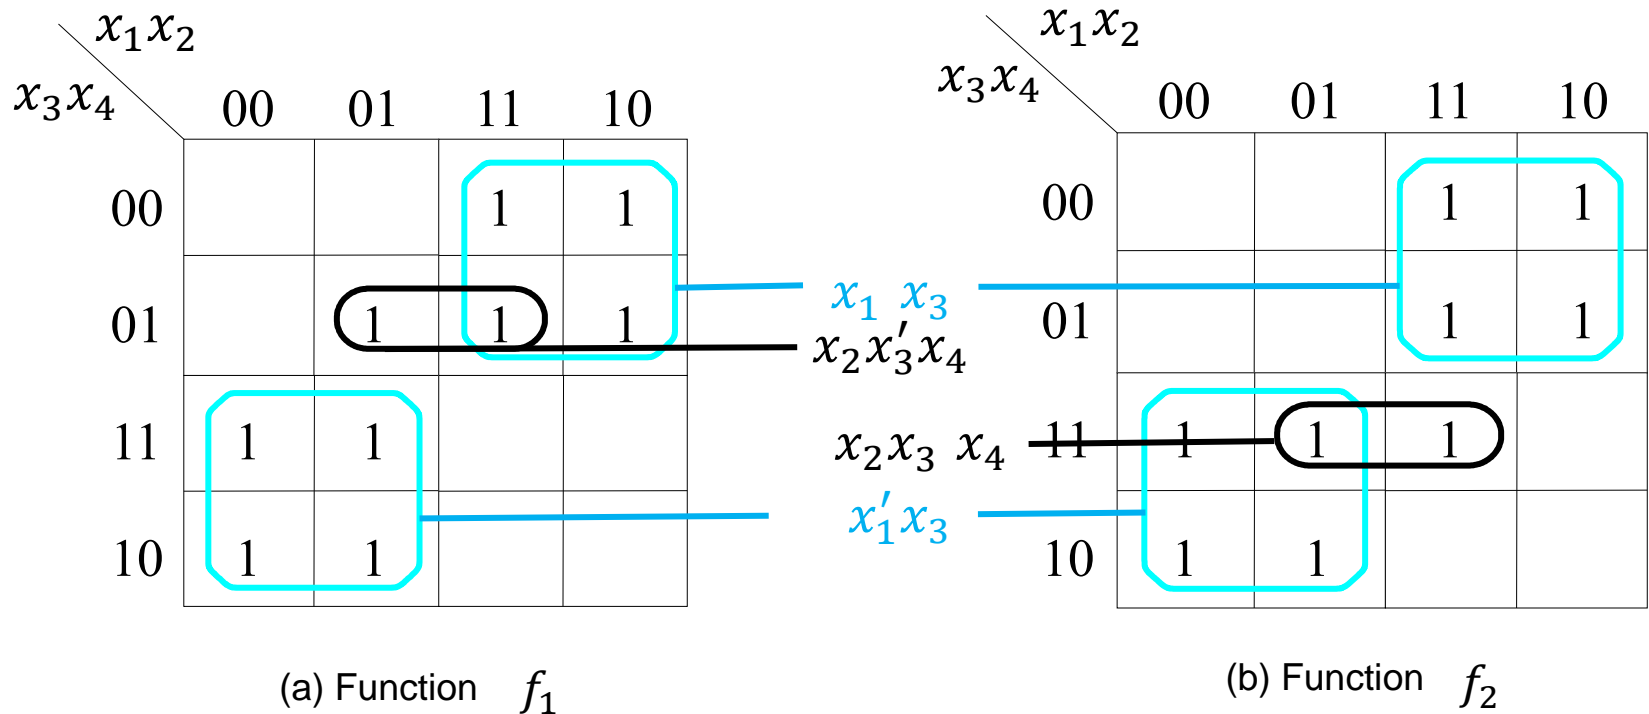 x₁x₂
x₃x₄
00 01 11 10
00 1 1
01 1 1 1
11 1 1
10 1 1
x₁ x₃
x₂x₃′x₄
x₂x₃ x₄
x₁′x₃
x₁x₂
x₃x₄
00 01 11 10
00 1 1
01 1 1
11 1 1 1
10 1 1
(a) Function f₁
(b) Function f₂